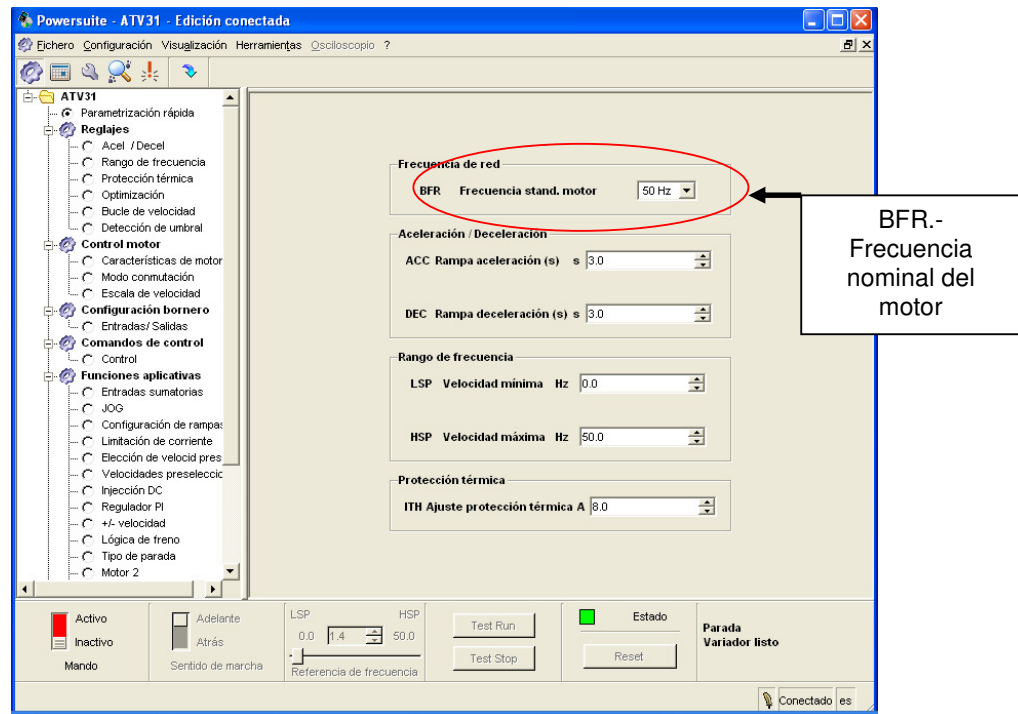 Powersuite - ATV31 - Edición conectada
Fichero Configuración Visualización Herramientas Osciloscopio ?
ATV31
Parametrización rápida
Reglajes
Acel / Decel
Rango de frecuencia
Protección térmica
Optimización
Bucle de velocidad
Detección de umbral
Control motor
Características de motor
Modo conmutación
Escala de velocidad
Configuración bornero
Entradas/ Salidas
Comandos de control
Control
Funciones aplicativas
Entradas sumatorias
JOG
Configuración de rampas
Limitación de corriente
Elección de velocid pres
Velocidades preseleccic
Injección DC
Regulador PI
+/- velocidad
Lógica de freno
Tipo de parada
Motor 2
Frecuencia de red
BFR Frecuencia stand. motor 50 Hz
Aceleración / Deceleración
ACC Rampa aceleración (s) s 3.0
DEC Rampa deceleración (s) s 3.0
Rango de frecuencia
LSP Velocidad mínima Hz 0.0
HSP Velocidad máxima Hz 50.0
Protección térmica
ITH Ajuste protección térmica A 8.0
BFR.-
Frecuencia
nominal del
motor
Activo
Inactivo
Mando
Adelante
Atrás
Sentido de marcha
LSP HSP
0.0 1.4 50.0
Referencia de frecuencia
Test Run
Test Stop
Estado
Reset
Parada
Variador listo
Conectado es